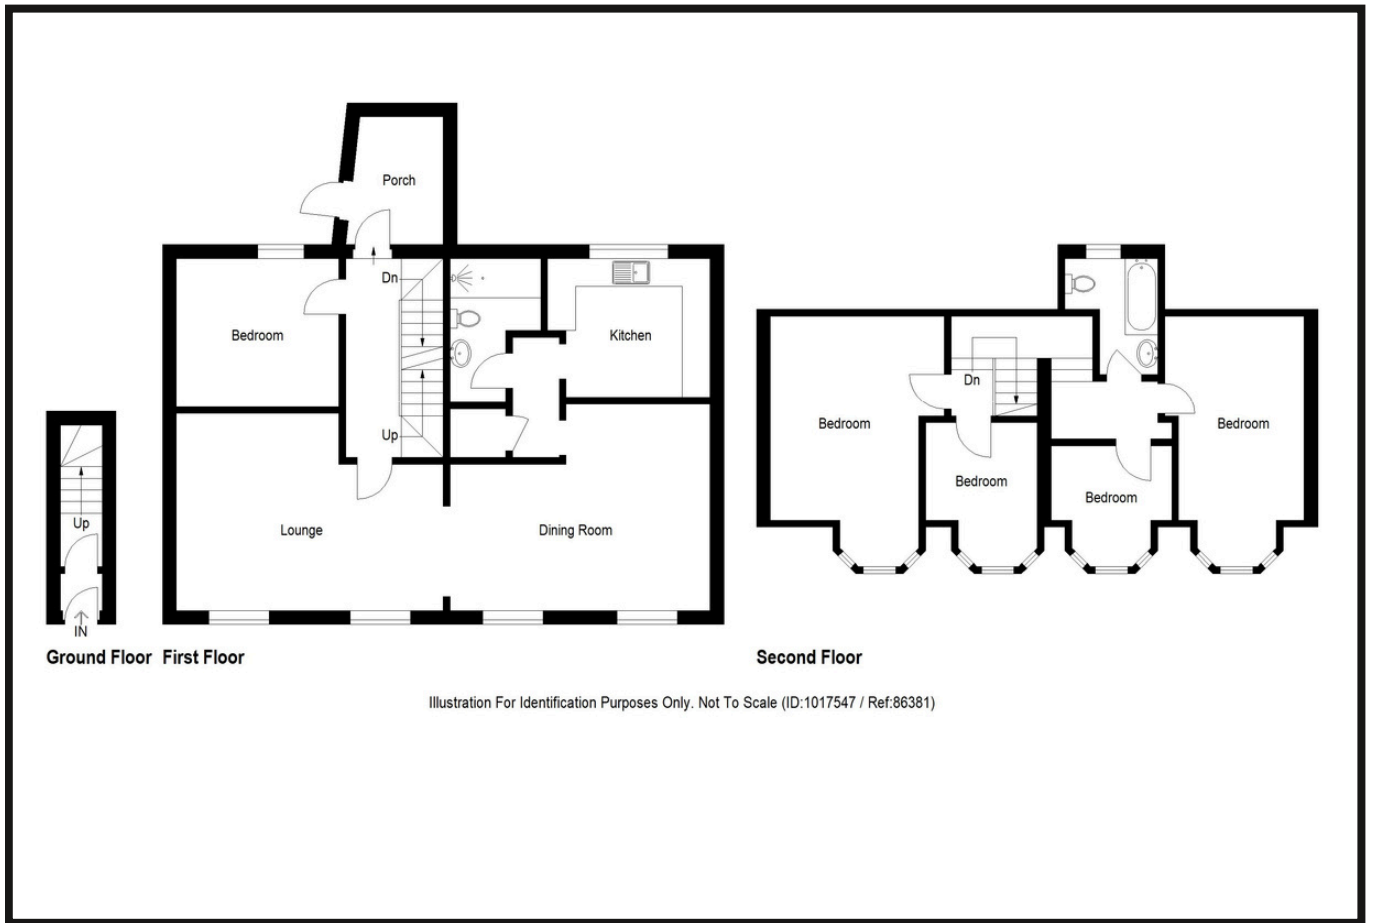 Porch
Dn
Bedroom
Kitchen
Up
Lounge
Dining Room
Up
IN
Ground Floor
First Floor
Dn
Bedroom
Bedroom
Bedroom
Bedroom
Second Floor
Illustration For Identification Purposes Only. Not To Scale (ID:1017547 / Ref:86381)